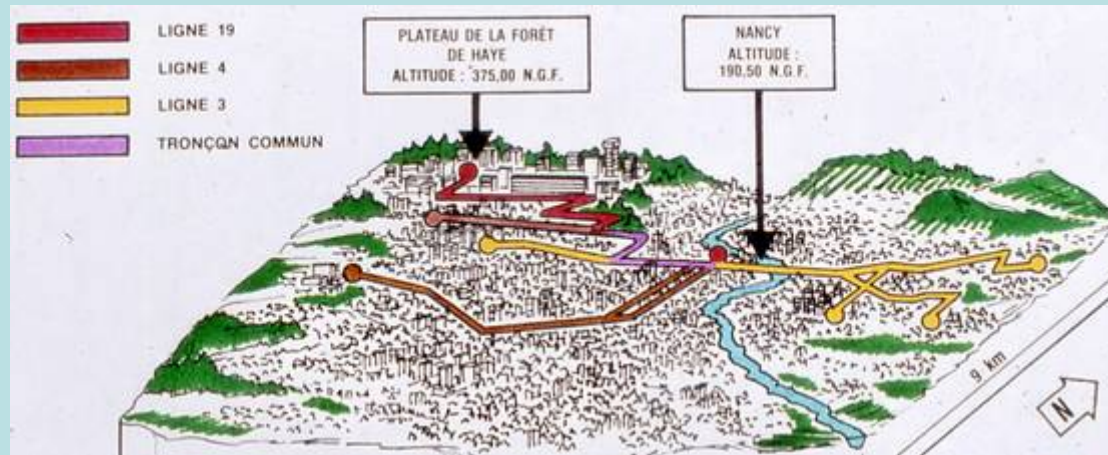 LIGNE 19
LIGNE 4
LIGNE 3
TRONÇQN COMMUN
PLATEAU DE LA FORÊT
DE HAYE
ALTITUDE : 375,00 N.G.F.
NANCY
ALTITUDE :
190,50 N.G.F.
9 km
N